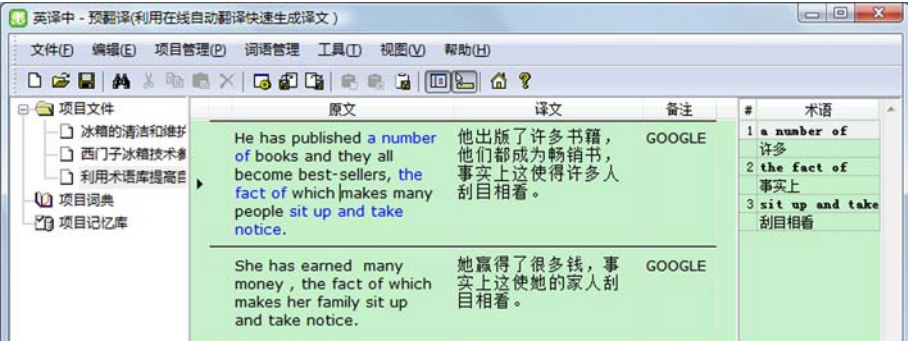 英译中 - 预翻译(利用在线自动翻译快速生成译文)
文件(F) 编辑(E) 项目管理(P) 词语管理 工具(T) 视图(V) 帮助(H)
项目文件
冰箱的清洁和维护
西门子冰箱技术参
利用术语库提高自
项目词典
项目记忆库
原文 译文 备注
He has published a number
of books and they all
become best-sellers, the
fact of which makes many
people sit up and take
notice.
他出版了许多书籍，
他们都成为畅销书，
事实上这使得许多人
刮目相看。
GOOGLE
She has earned many
money , the fact of which
makes her family sit up
and take notice.
她赢得了很多钱，事
实上这使她的家人刮
目相看。
GOOGLE
# 术语
1 a number of
许多
2 the fact of
事实上
3 sit up and take
刮目相看